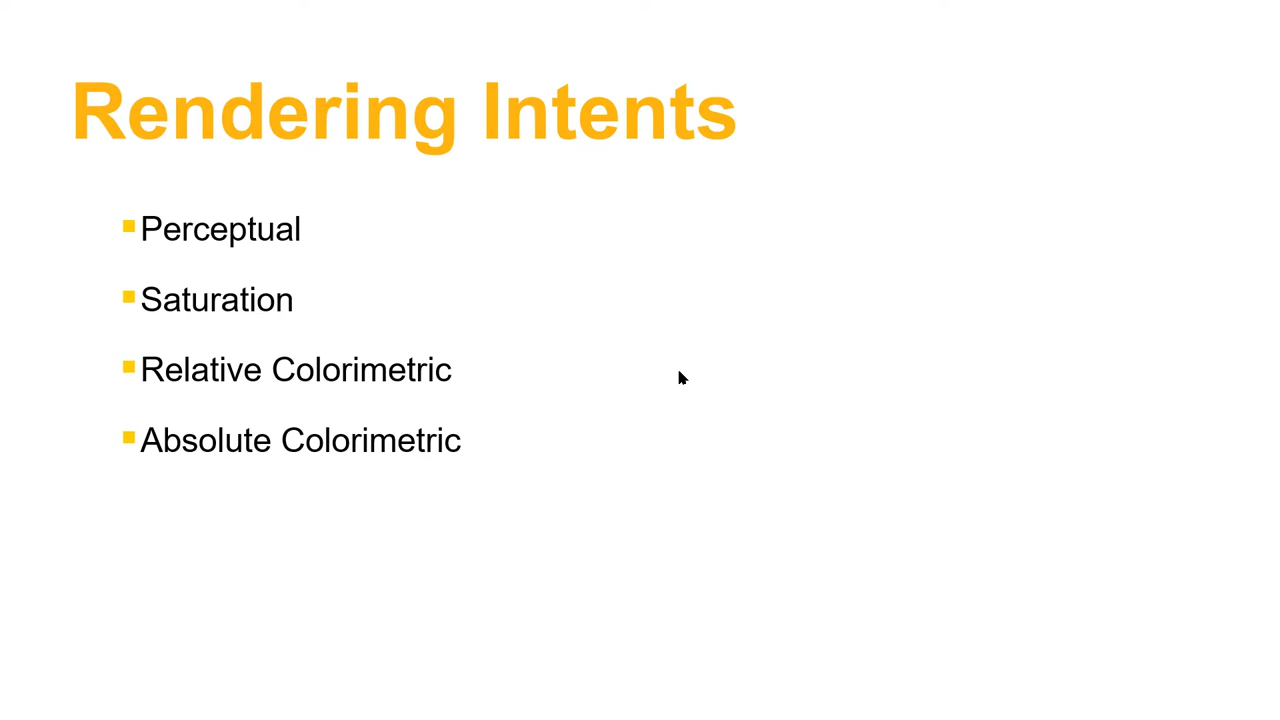 Rendering Intents
Perceptual
Saturation
Relative Colorimetric
Absolute Colorimetric